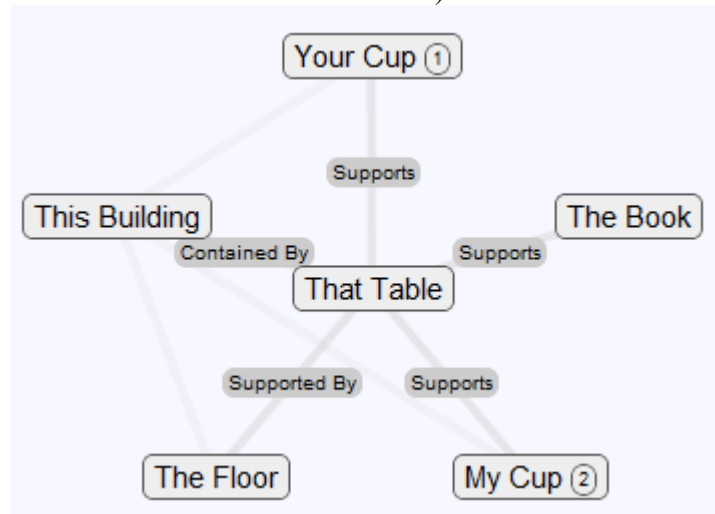 Your Cup 1
Supports
This Building
The Book
Contained By
Supports
That Table
Supported By
Supports
The Floor
My Cup 2